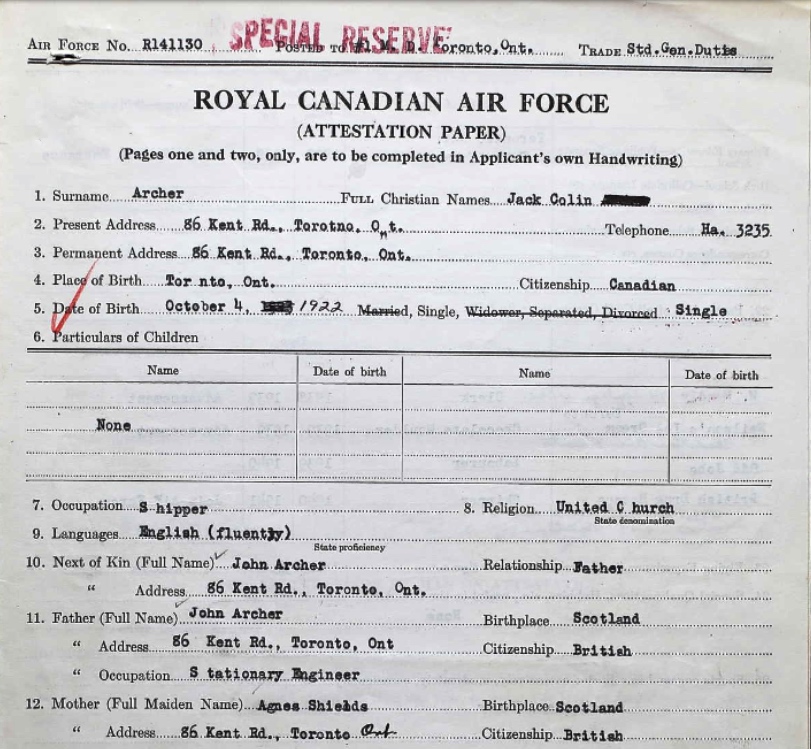 AIR FORCE NO. R141130 SPECIAL RESERVE POSTED TO #1 M. D. Toronto, Ont. TRADE Std.Gen.Dutis
ROYAL CANADIAN AIR FORCE
(ATTESTATION PAPER)
(Pages one and two, only, are to be completed in Applicant's own Handwriting)
1. Surname Archer FULL Christian Names Jack Colin
2. Present Address 86 Kent Rd., Torotno, Ont. Telephone Ha. 3235
3. Permanent Address 86 Kent Rd., Toronto, Ont.
4. Place of Birth Tor nto, Ont. Citizenship Canadian
5. Date of Birth October 4, 1922 Married, Single, Widower, Separated, Divorced : Single
6. Particulars of Children
Name Date of birth Name Date of birth
None
7. Occupation S hipper 8. Religion United C hurch
State denomination
9. Languages English (fluently)
State proficiency
10. Next of Kin (Full Name) John Archer Relationship Father
" Address 86 Kent Rd., Toronto, Ont.
11. Father (Full Name) John Archer Birthplace Scotland
" Address 86 Kent Rd., Toronto, Ont Citizenship British
" Occupation S tationary Engineer
12. Mother (Full Maiden Name) Agnes Shields Birthplace Scotland
" Address 86 Kent Rd., Toronto Ont Citizenship British